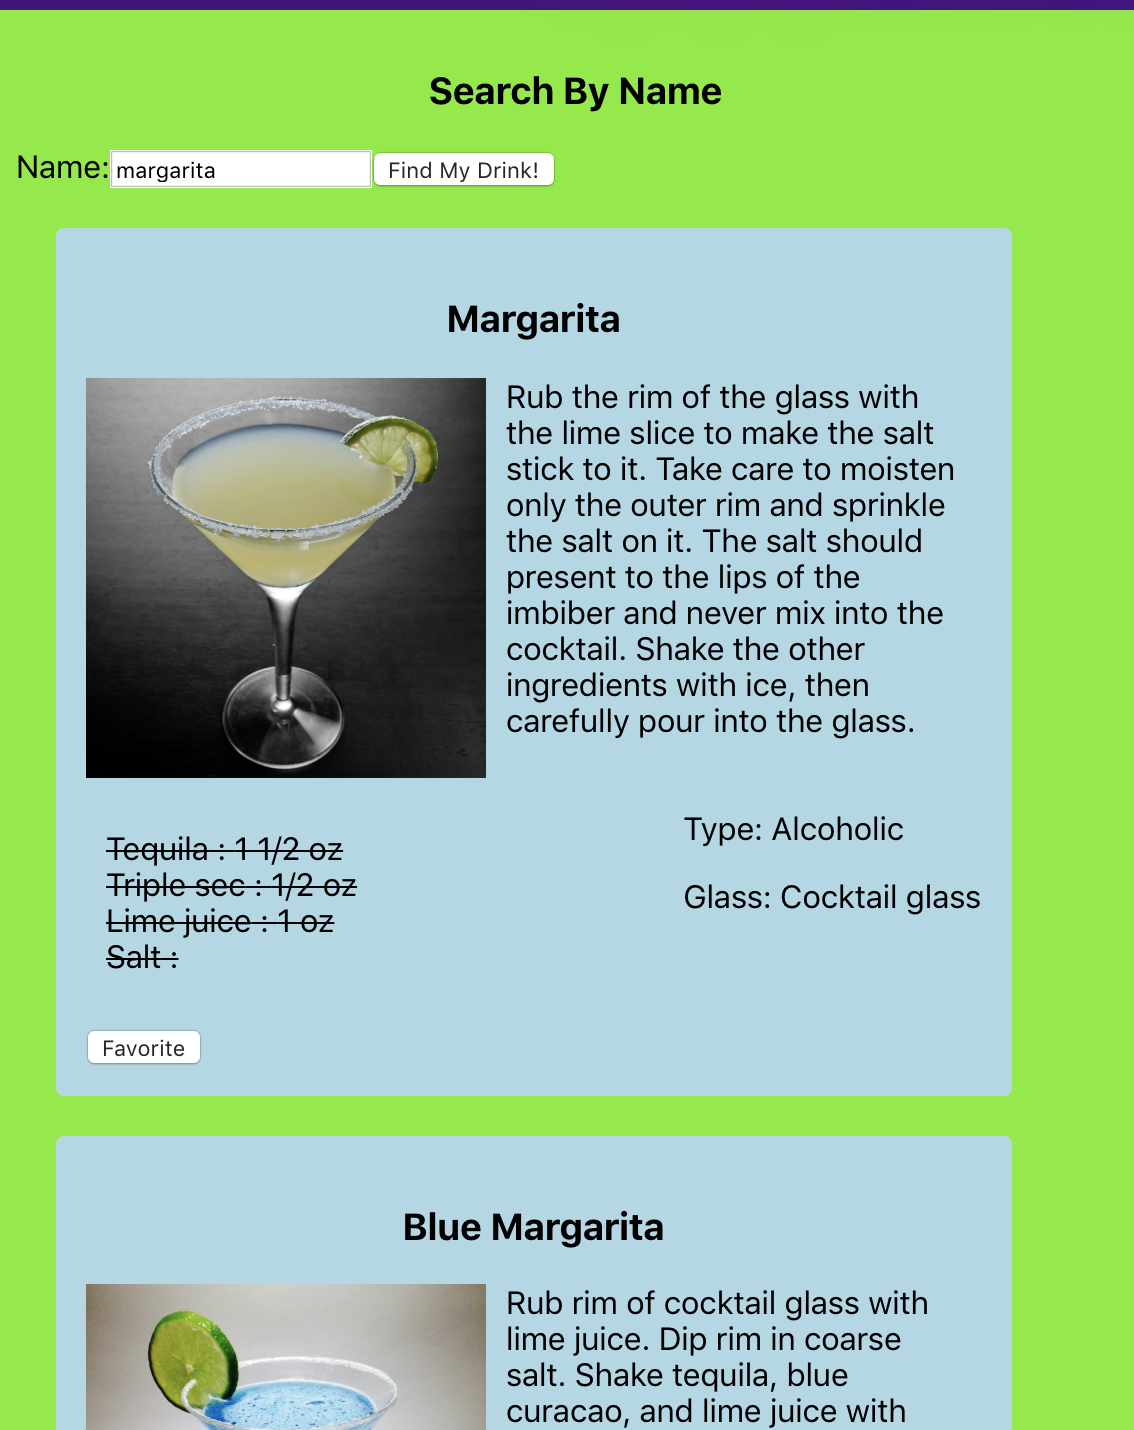 Search By Name
Name: margarita Find My Drink!
Margarita
Rub the rim of the glass with
the lime slice to make the salt
stick to it. Take care to moisten
only the outer rim and sprinkle
the salt on it. The salt should
present to the lips of the
imbiber and never mix into the
cocktail. Shake the other
ingredients with ice, then
carefully pour into the glass.
Tequila : 1 1/2 oz
Triple sec : 1/2 oz
Lime juice : 1 oz
Salt :
Type: Alcoholic
Glass: Cocktail glass
Favorite
Blue Margarita
Rub rim of cocktail glass with
lime juice. Dip rim in coarse
salt. Shake tequila, blue
curacao, and lime juice with